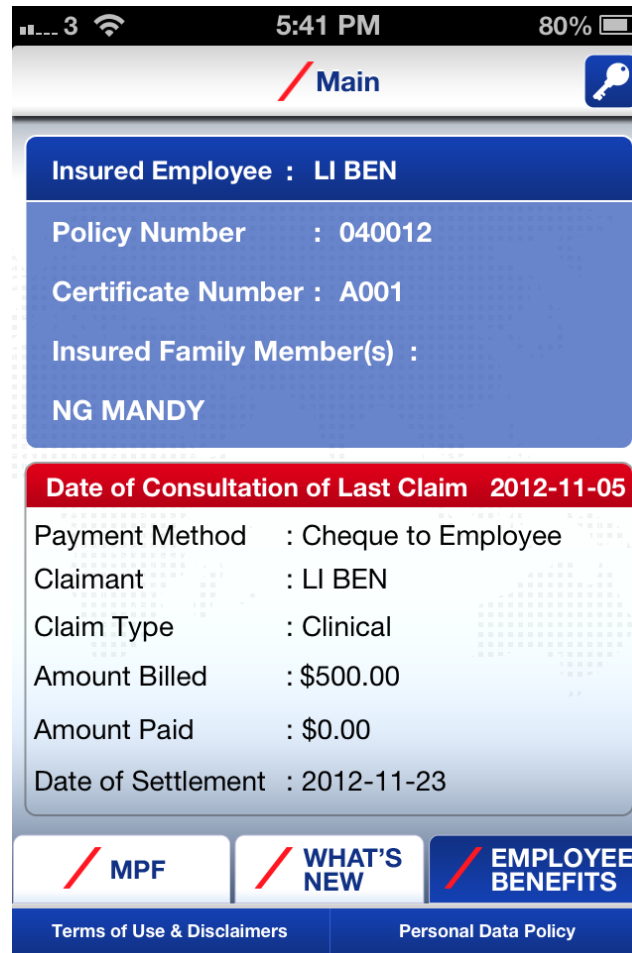 3 5:41 PM 80%
Main
Insured Employee : LI BEN
Policy Number : 040012
Certificate Number : A001
Insured Family Member(s) :
NG MANDY
Date of Consultation of Last Claim 2012-11-05
Payment Method : Cheque to Employee
Claimant : LI BEN
Claim Type : Clinical
Amount Billed : $500.00
Amount Paid : $0.00
Date of Settlement : 2012-11-23
MPF
WHAT'S
NEW
EMPLOYEE
BENEFITS
Terms of Use & Disclaimers Personal Data Policy